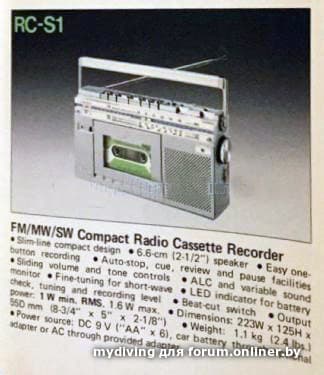 RC-S1
FM/MW/SW Compact Radio Cassette Recorder
• Slim-line compact design • 6.6-cm (2-1/2") speaker • Easy one-
button recording • Auto-stop, cue, review and pause facilities
• Sliding volume and tone controls • ALC and variable sound
monitor • Fine-tuning for short-wave • LED indicator for battery
check, tuning and recording level • Beat-cut switch • Output
power: 1 W min. RMS. 1.6 W max. • Dimensions: 223W x 125H x
55D mm (8-3/4" x 5" x 2-1/8") • Weight: 1.1 kg (2.4 lbs.)
• Power source: DC 9 V ("AA" x 6), car battery
adapter or AC through provided adapter
mydiving for forum.onliner.by